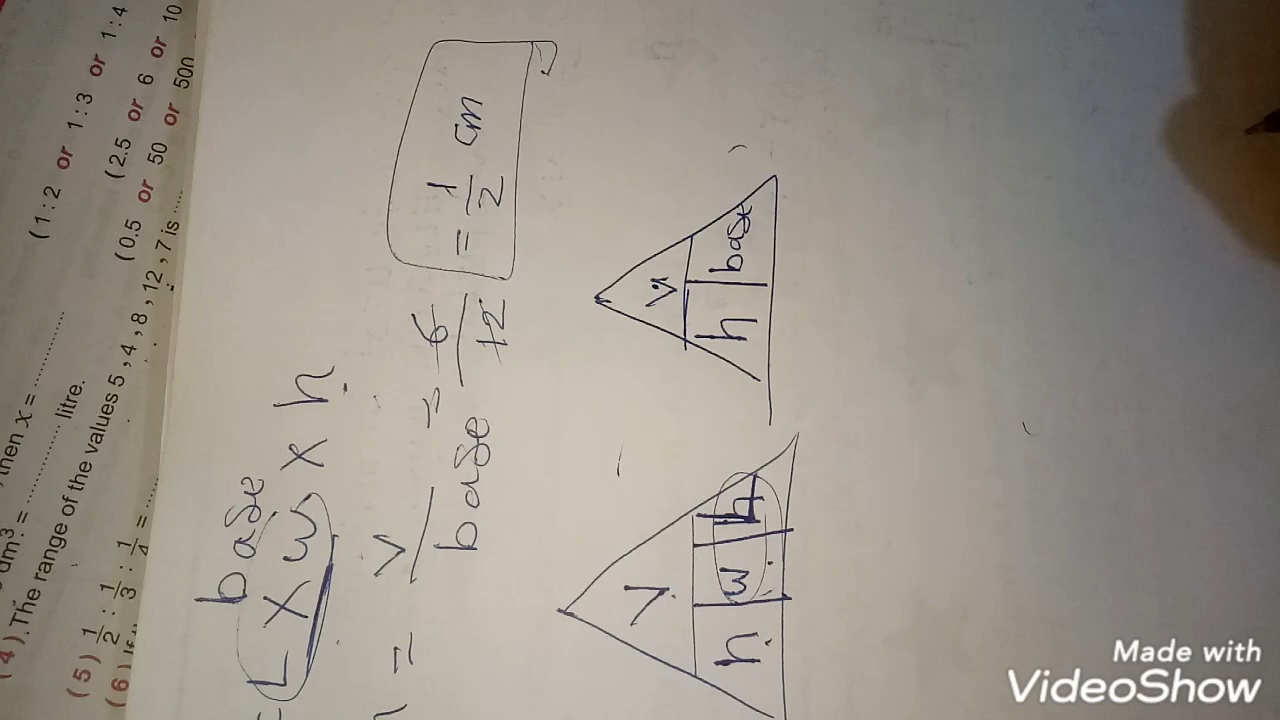 then x = ............ (1:2 or 1:3 or 1:4
dm³ = ............ litre. (2.5 or 6 or 10
(4). The range of the values 5, 4, 8, 12, 7 is ..... (0.5 or 50 or 500
(5) 1/2 : 1/3 : 1/4 = .....
(6) If
base
= L x w x h
= v/base = 6/12 = 1/2 cm
v
h w h
v
h base
Made with
VideoShow